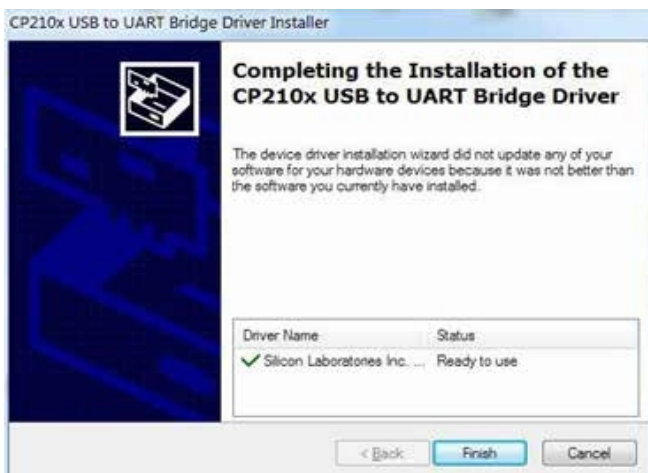 CP210x USB to UART Bridge Driver Installer
Completing the Installation of the
CP210x USB to UART Bridge Driver
The device driver installation wizard did not update any of your
software for your hardware devices because it was not better than
the software you currently have installed.
Driver Name Status
Silicon Laboratories Inc. ... Ready to use
< Back Finish Cancel